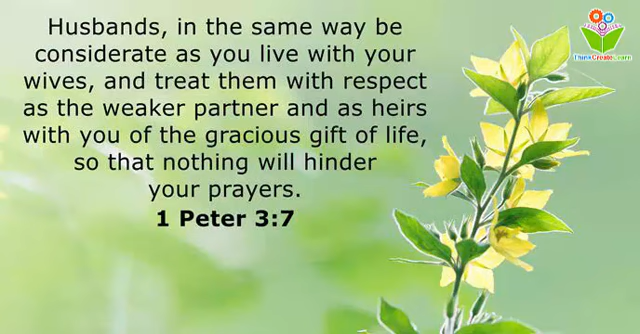 Husbands, in the same way be
considerate as you live with your
wives, and treat them with respect
as the weaker partner and as heirs
with you of the gracious gift of life,
so that nothing will hinder
your prayers.
1 Peter 3:7
ThinkCreateLearn